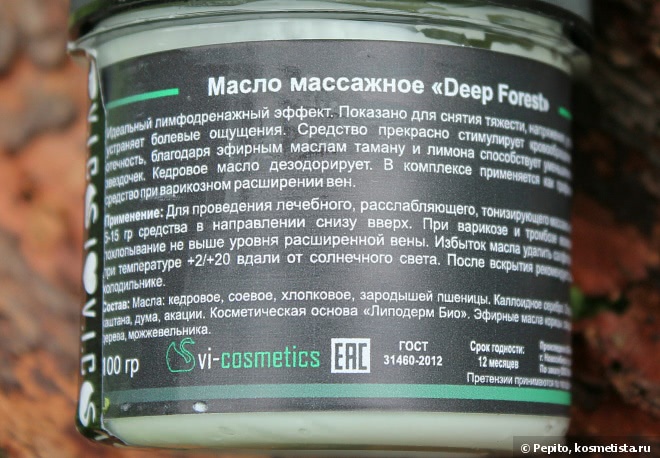 Масло массажное «Deep Forest»
Идеальный лимфодренажный эффект. Показано для снятия тяжести,
устраняет болевые ощущения. Средство прекрасно стимулирует
отечность, благодаря эфирным маслам таману и лимона способствует
звездочек. Кедровое масло дезодорирует. В комплексе применяется как
средство при варикозном расширении вен.
Применение: Для проведения лечебного, расслабляющего, тонизирующего
5-15 гр средства в направлении снизу вверх. При варикозе и тромбозе
похлопывание не выше уровня расширенной вены. Избыток масла удалить
при температуре +2/+20 вдали от солнечного света. После вскрытия
холодильнике.
Состав: Масла: кедровое, соевое, хлопковое, зародышей пшеницы. Каллоидное
каштана, дума, акации. Косметическая основа «Липодерм Био». Эфирные масла
дерева, можжевельника.
100 гр
vi-cosmetics
EAC
ГОСТ
31460-2012
Срок годности:
12 месяцев
Претензии принимаются по
© Pepito, kosmetista.ru